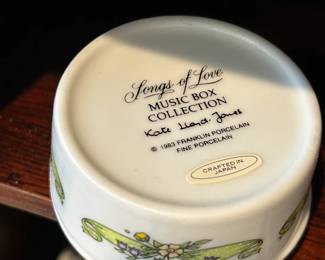 Songs of Love
MUSIC BOX
COLLECTION
Kate Lloyd-Jones
© 1983 FRANKLIN PORCELAIN
FINE PORCELAIN
CRAFTED IN
JAPAN